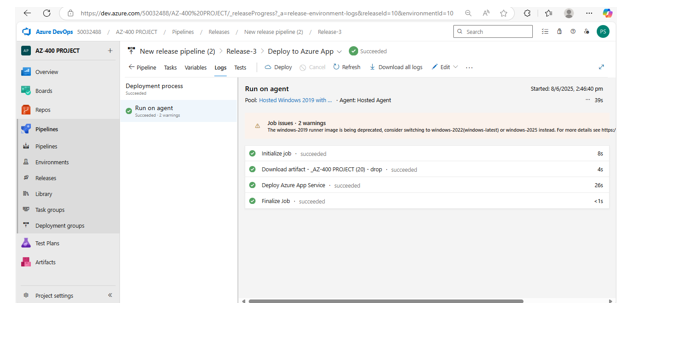 https://dev.azure.com/50032488/AZ-400%20PROJECT/_releaseProgress?_a=release-environment-logs&releaseId=10&environmentId=10
Azure DevOps 50032488 / AZ-400 PROJECT / Pipelines / Releases / New release pipeline (2) / Release-3
Search
PS
AP AZ-400 PROJECT +
Overview
Boards
Repos
Pipelines
Pipelines
Environments
Releases
Library
Task groups
Deployment groups
Test Plans
Artifacts
Project settings «
New release pipeline (2) > Release-3 > Deploy to Azure App Succeeded
← Pipeline Tasks Variables Logs Tests Deploy Cancel Refresh Download all logs Edit ...
Deployment process
Succeeded
Run on agent
Succeeded · 2 warnings
Run on agent
Started: 8/6/2025, 2:46:40 pm
Pool: Hosted Windows 2019 with ... · Agent: Hosted Agent
... 39s
Job issues - 2 warnings
The windows-2019 runner image is being deprecated, consider switching to windows-2022(windows-latest) or windows-2025 instead. For more details see https:/
Initialize job · succeeded 8s
Download artifact - _AZ-400 PROJECT (20) - drop · succeeded 4s
Deploy Azure App Service · succeeded 26s
Finalize Job · succeeded <1s